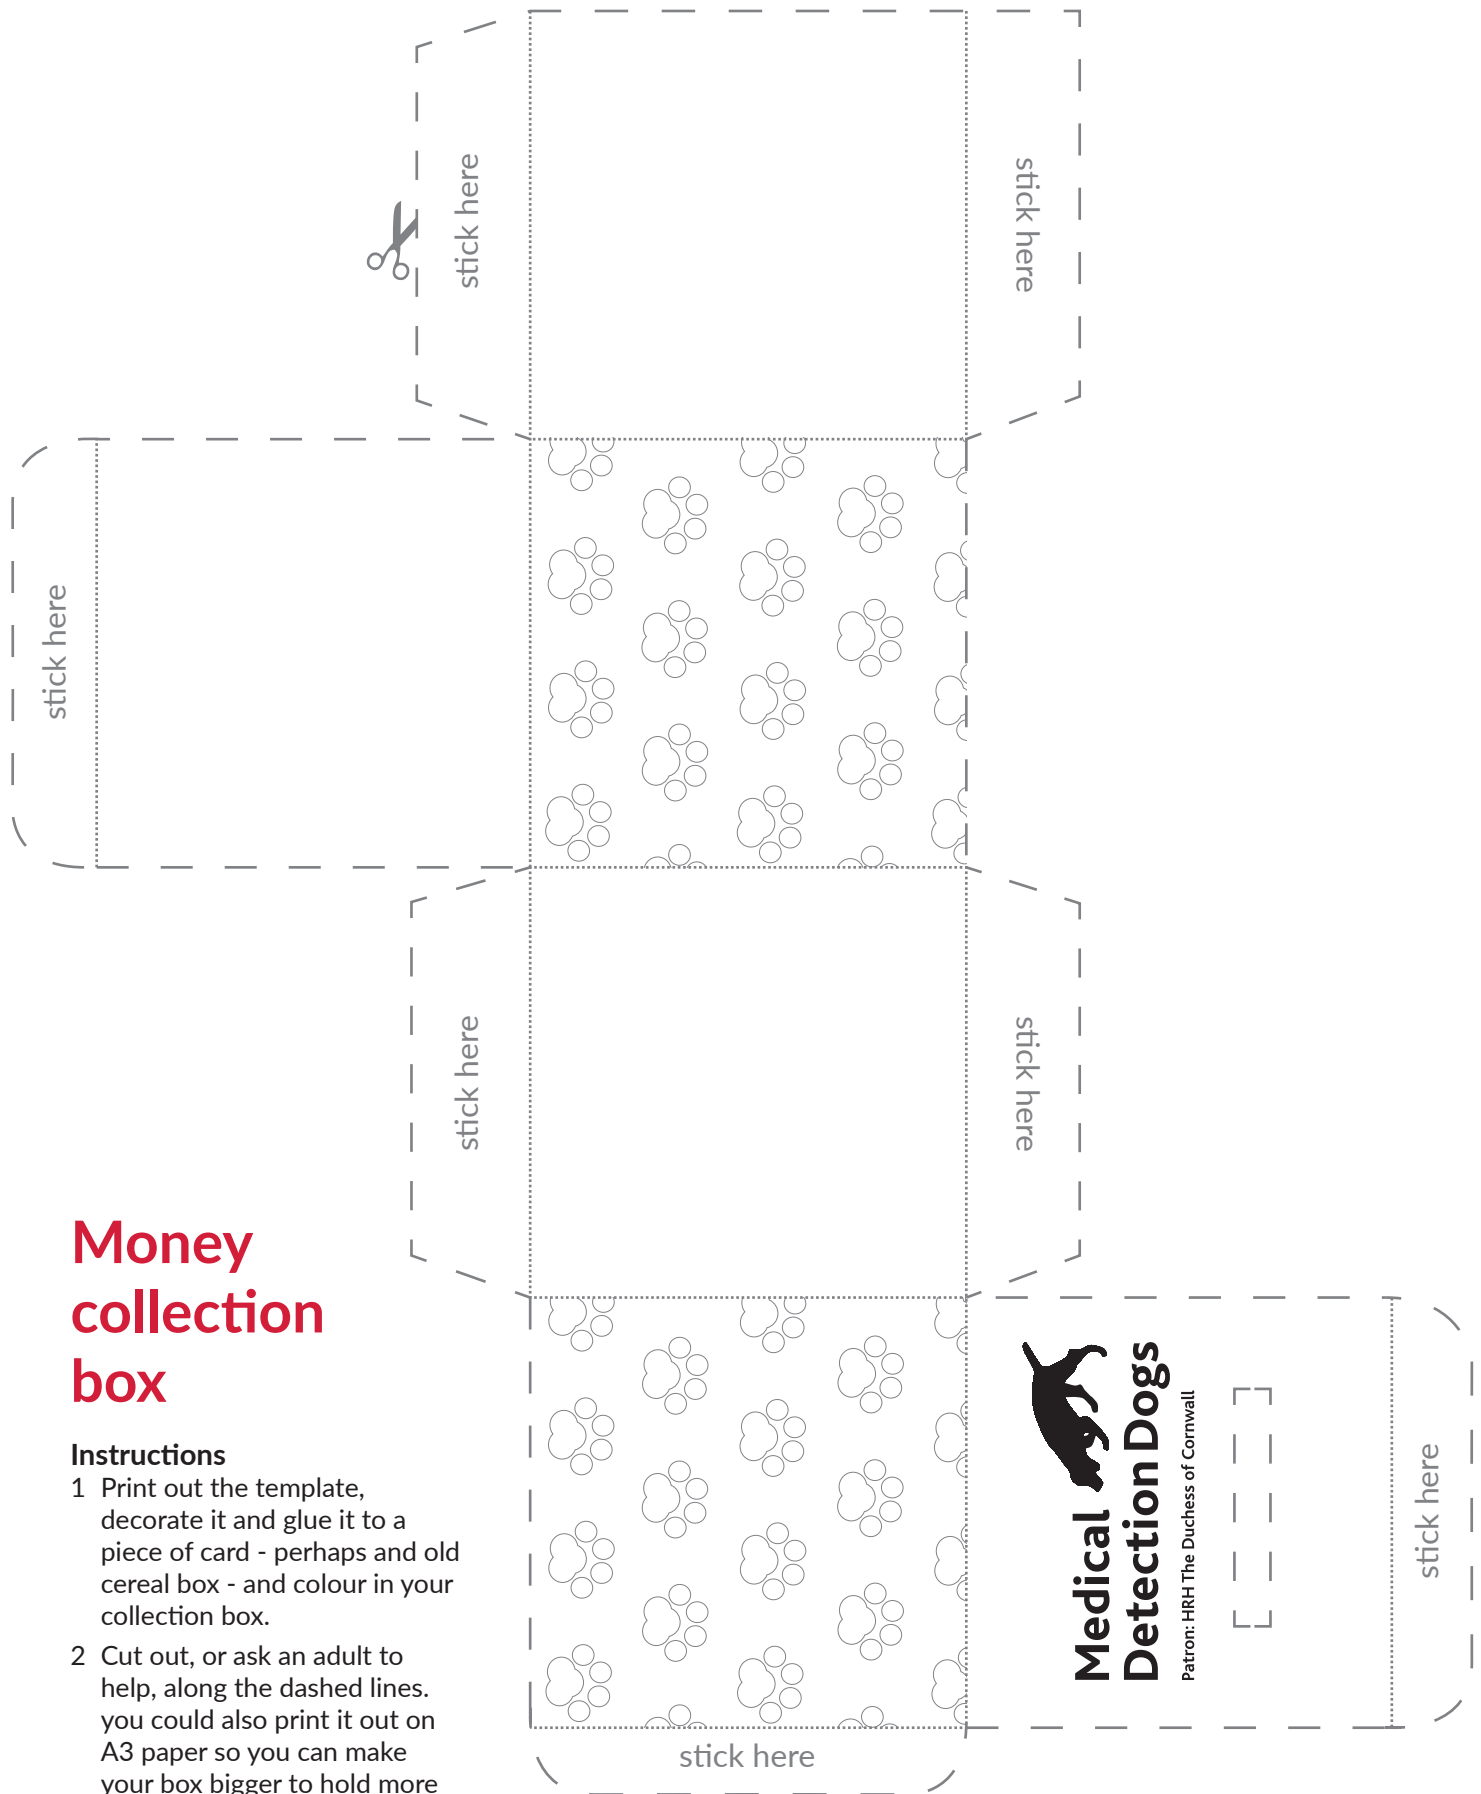 stick here
stick here
stick here
stick here
stick here
Money
collection
box
Instructions
1 Print out the template,
decorate it and glue it to a
piece of card - perhaps and old
cereal box - and colour in your
collection box.
2 Cut out, or ask an adult to
help, along the dashed lines.
you could also print it out on
A3 paper so you can make
your box bigger to hold more
Medical
Detection Dogs
Patron: HRH The Duchess of Cornwall
stick here
stick here